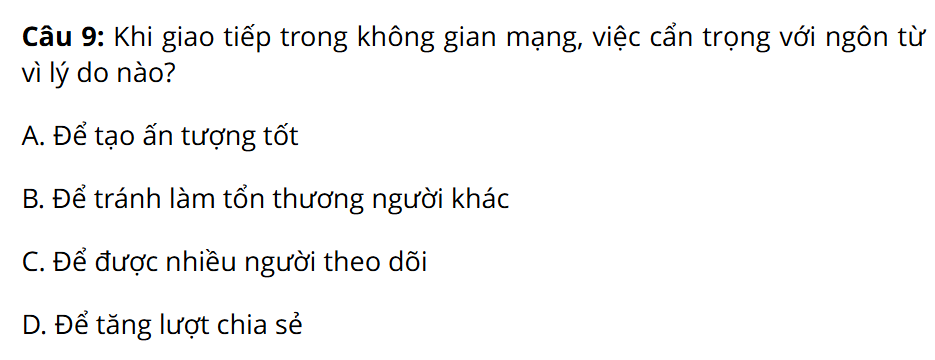 Câu 9: Khi giao tiếp trong không gian mạng, việc cẩn trọng với ngôn từ
vì lý do nào?
A. Để tạo ấn tượng tốt
B. Để tránh làm tổn thương người khác
C. Để được nhiều người theo dõi
D. Để tăng lượt chia sẻ